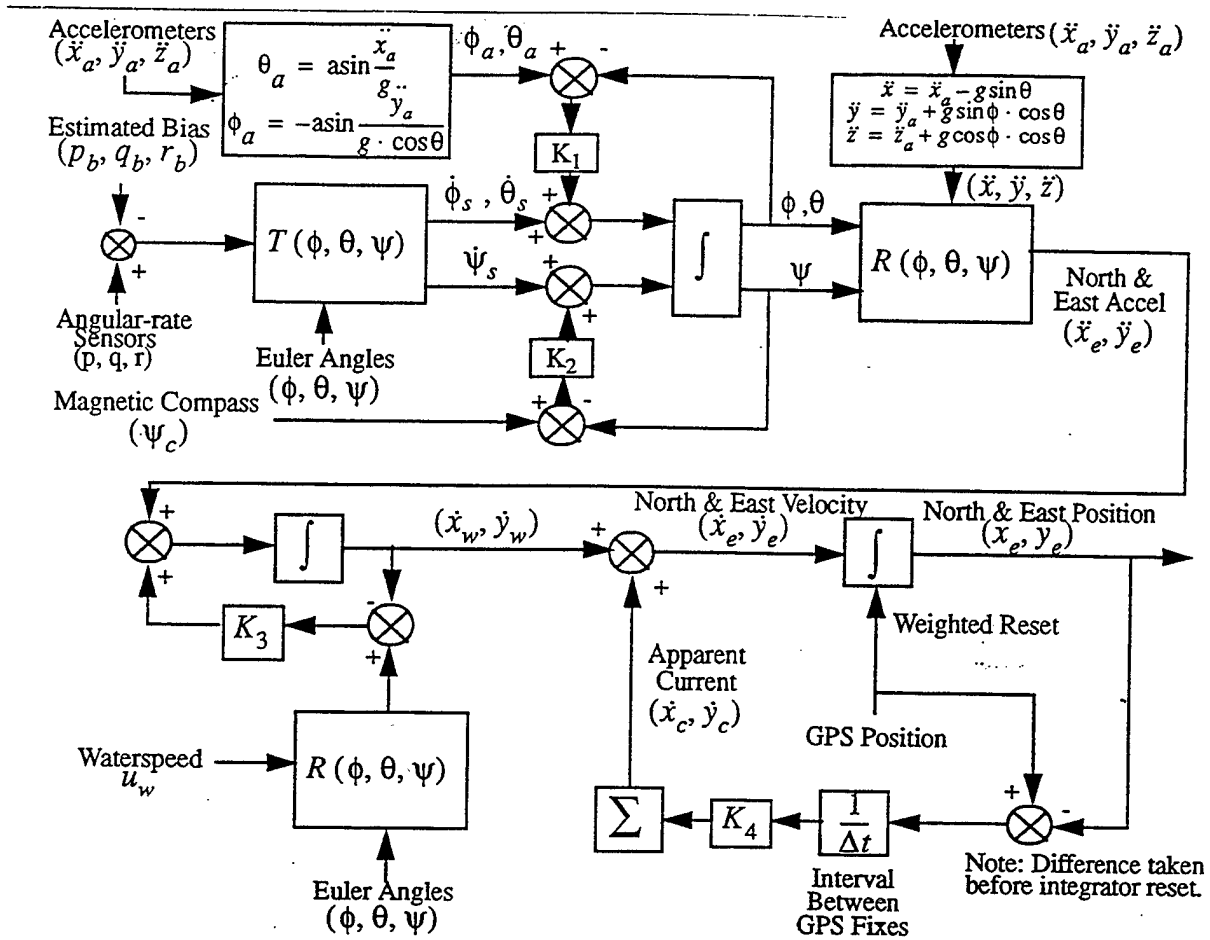 Accelerometers
(ẍ_a, ÿ_a, z̈_a)
θ_a = asin ẍ_a / g
ϕ_a = −asin ÿ_a / (g · cosθ)
ϕ_a, θ_a
+
-
Accelerometers (ẍ_a, ÿ_a, z̈_a)
ẍ = ẍ_a − g sinθ
ÿ = ÿ_a + g sinϕ · cosθ
z̈ = z̈_a + g cosϕ · cosθ
(ẍ, ÿ, z̈)
Estimated Bias
(p_b, q_b, r_b)
-
+
K_1
T (ϕ, θ, ψ)
ϕ̇_s , θ̇_s
+
+
ψ̇_s
+
+
∫
ϕ,θ
ψ
R (ϕ, θ, ψ)
North &
East Accel
(ẍ_e, ÿ_e)
Angular-rate
Sensors
(p, q, r)
Euler Angles
(ϕ, θ, ψ)
K_2
+
-
Magnetic Compass
(ψ_c)
+
+
∫
(ẋ_w, ẏ_w)
+
+
North & East Velocity
(ẋ_e, ẏ_e)
∫
North & East Position
(x_e, y_e)
K_3
-
+
Weighted Reset
Apparent
Current
(ẋ_c, ẏ_c)
GPS Position
Waterspeed
u_w
R (ϕ, θ, ψ)
Euler Angles
(ϕ, θ, ψ)
Σ
K_4
1 / Δt
+
-
Interval
Between
GPS Fixes
Note: Difference taken
before integrator reset.